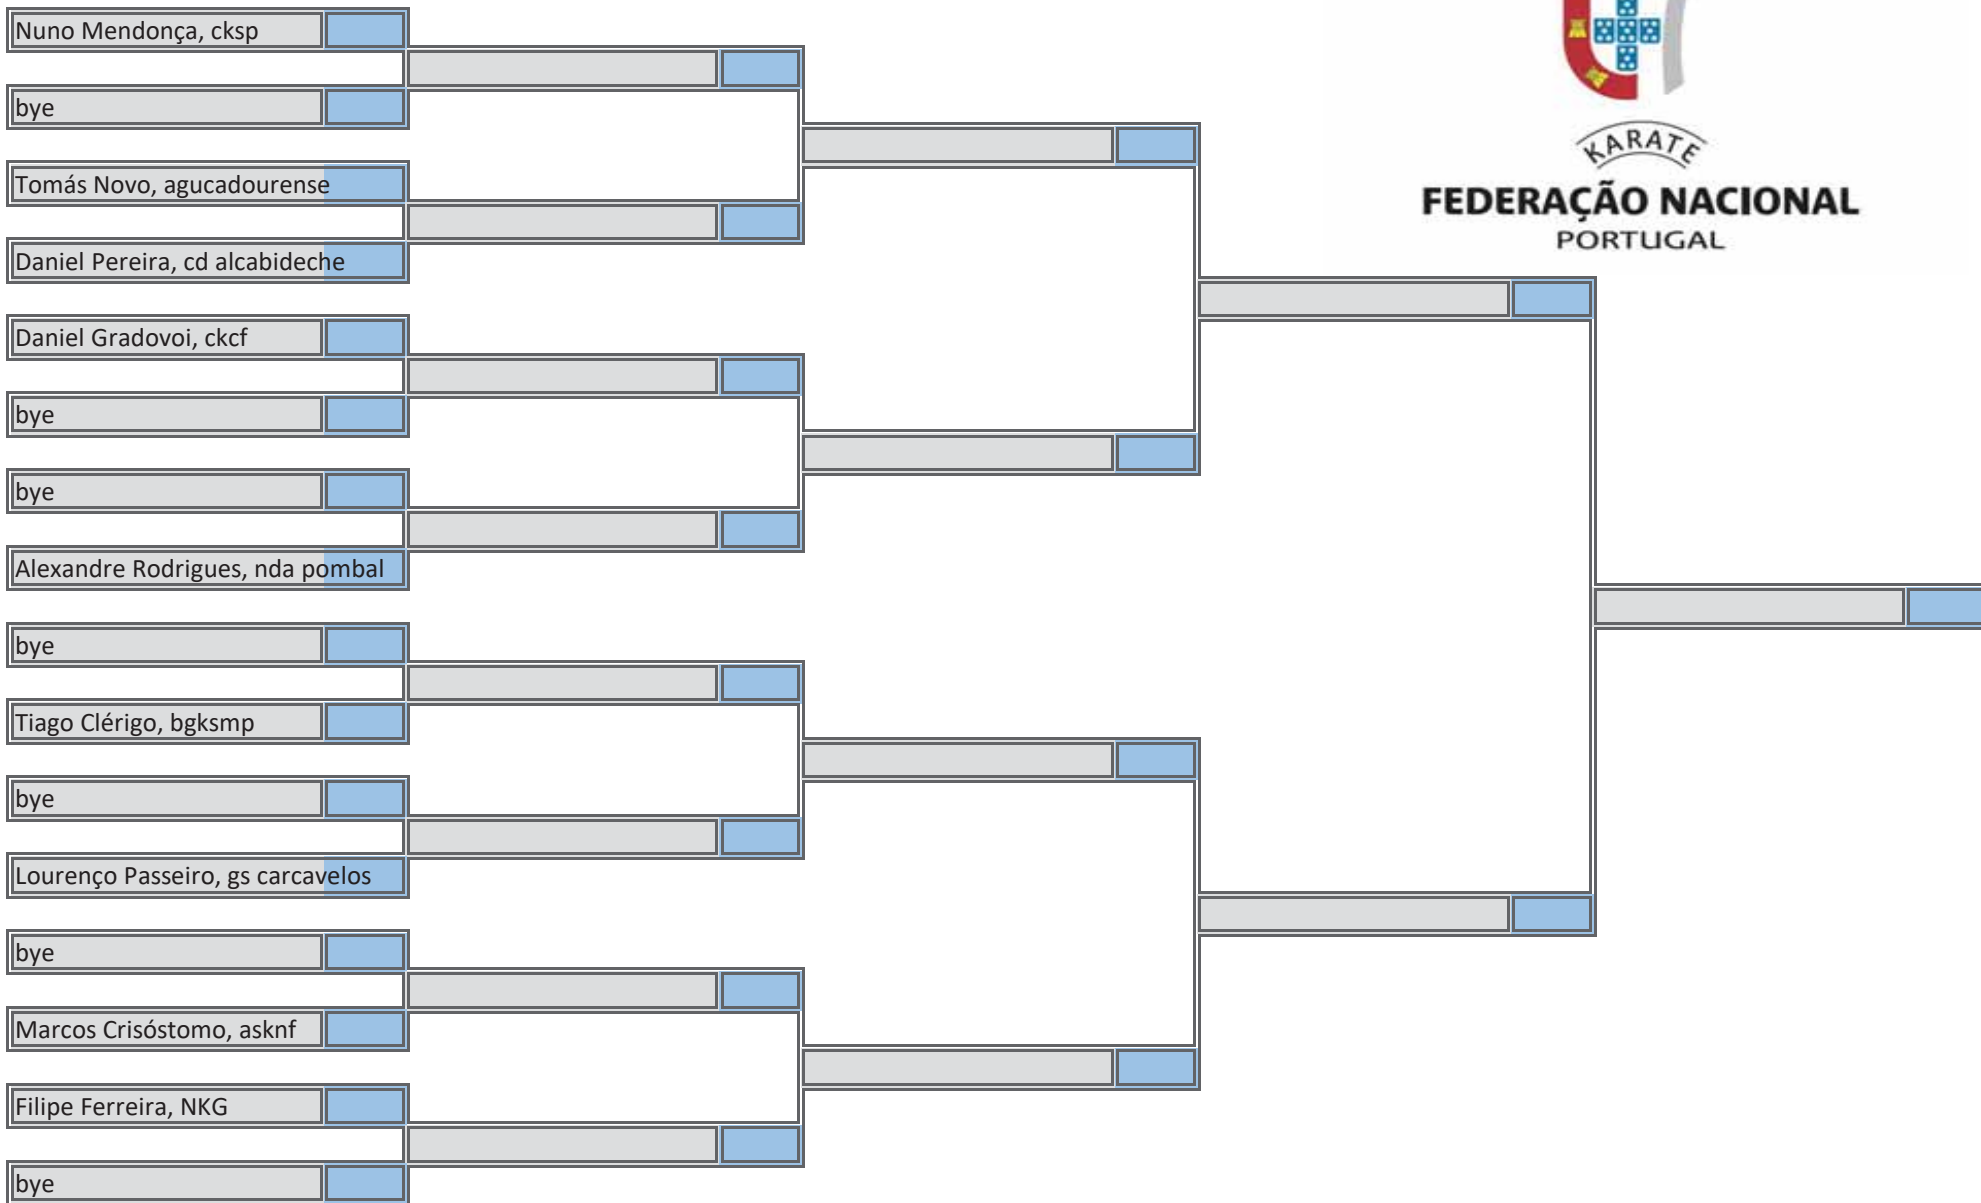 Nuno Mendonça, cksp
bye
Tomás Novo, agucadourense
Daniel Pereira, cd alcabideche
Daniel Gradovoi, ckcf
bye
bye
Alexandre Rodrigues, nda pombal
bye
Tiago Clérigo, bgksmp
bye
Lourenço Passeiro, gs carcavelos
bye
Marcos Crisóstomo, asknf
Filipe Ferreira, NKG
bye
KARATE
FEDERAÇÃO NACIONAL
PORTUGAL